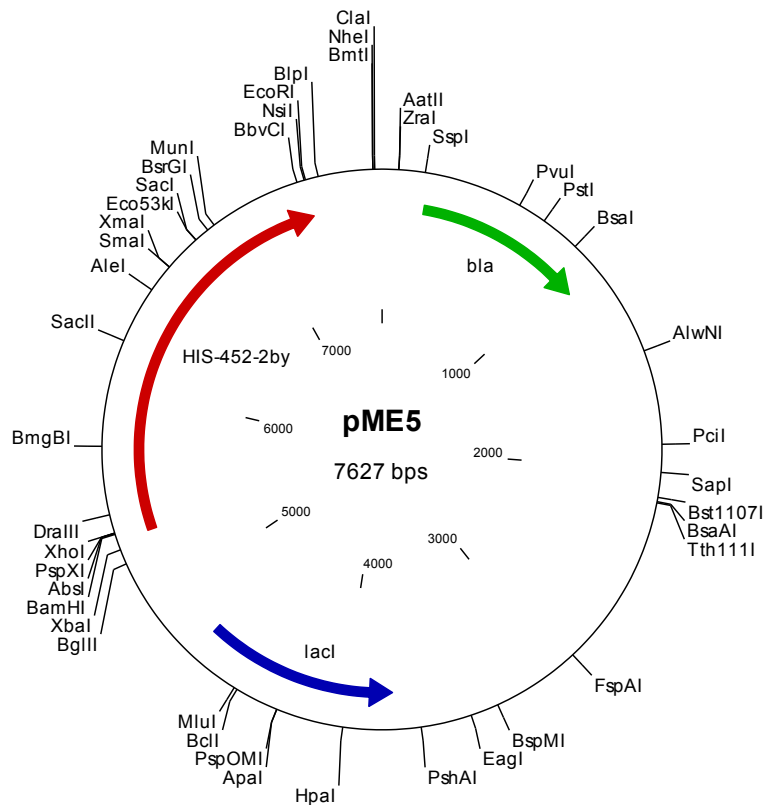 ClaI
NheI
BmtI
BlpI
EcoRI
NsiI
BbvCI
AatII
ZraI
SspI
MunI
BsrGI
SacI
Eco53kI
XmaI
SmaI
AleI
SacII
PvuI
PstI
BsaI
bla
AlwNI
HIS-452-2by
7000
1000
6000
pME5
7627 bps
2000
BmgBI
PciI
SapI
Bst1107I
BsaAI
Tth111I
5000
3000
4000
DraIII
XhoI
PspXI
AbsI
BamHI
XbaI
BglII
lacI
FspAI
MluI
BclI
PspOMI
ApaI
HpaI
PshAI
EagI
BspMI